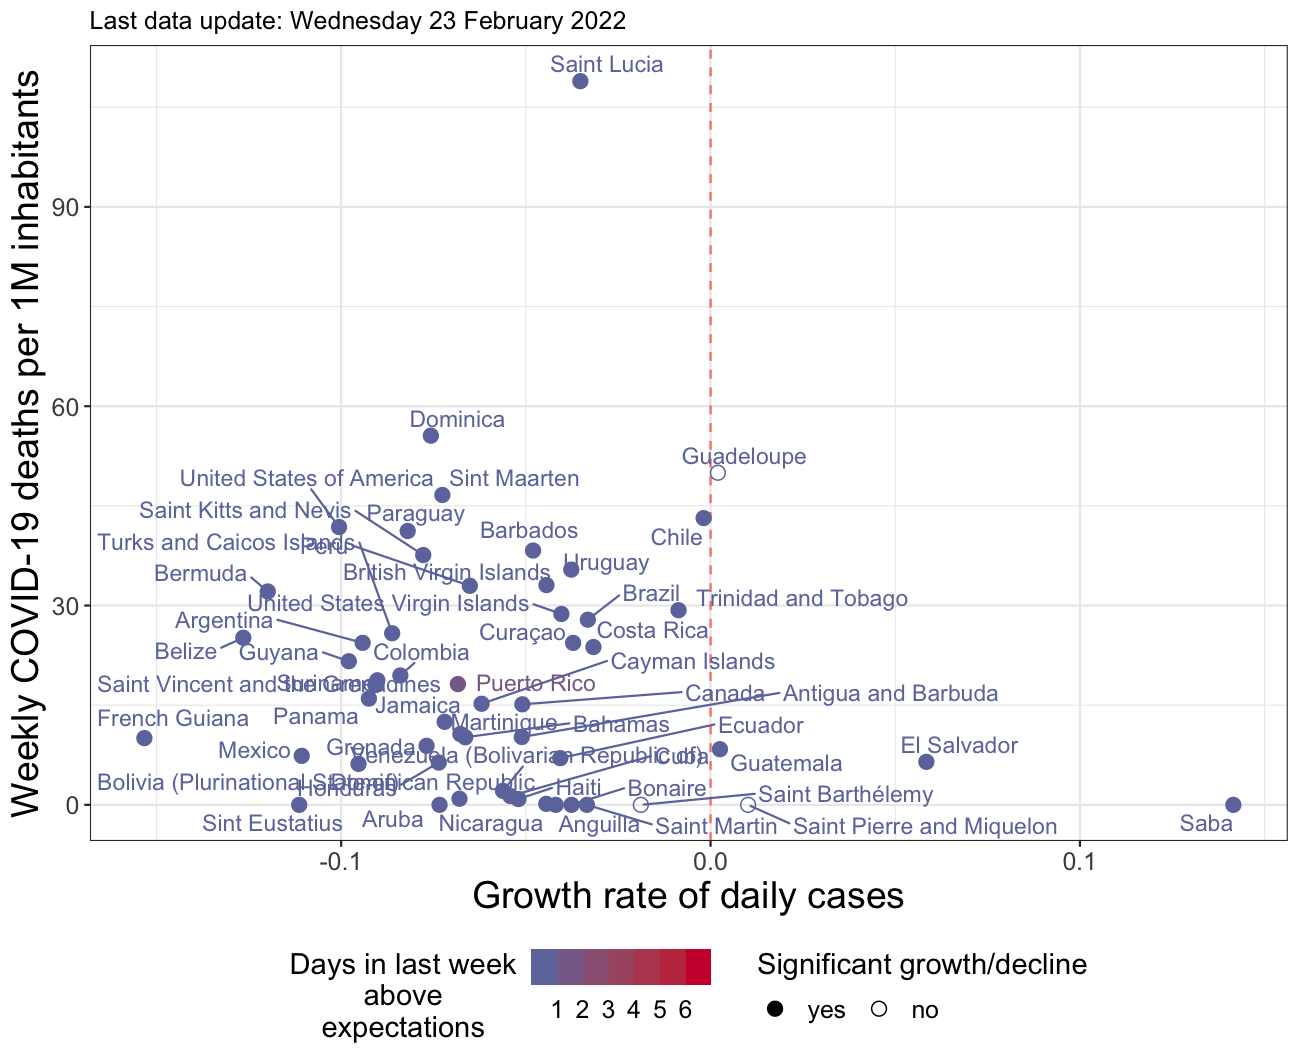 Last data update: Wednesday 23 February 2022
Saint Lucia
Weekly COVID-19 deaths per 1M inhabitants
90
60
30
0
Dominica
Guadeloupe
United States of America
Sint Maarten
Saint Kitts and Nevis
Paraguay
Barbados
Chile
Turks and Caicos Islands
Peru
Uruguay
Bermuda
British Virgin Islands
Brazil
Trinidad and Tobago
United States Virgin Islands
Argentina
Curaçao
Costa Rica
Belize
Guyana
Colombia
Cayman Islands
Saint Vincent and the Grenadines
Suriname
Puerto Rico
Canada
Antigua and Barbuda
Jamaica
French Guiana
Panama
Martinique
Bahamas
Ecuador
Mexico
Grenada
Venezuela (Bolivarian Republic of)
Cuba
El Salvador
Guatemala
Bolivia (Plurinational State of)
Dominican Republic
Honduras
Haiti
Bonaire
Saint Barthélemy
Sint Eustatius
Aruba
Nicaragua
Anguilla
Saint Martin
Saint Pierre and Miquelon
Saba
-0.1
0.0
0.1
Growth rate of daily cases
Days in last week
above
expectations
1 2 3 4 5 6
Significant growth/decline
yes
no